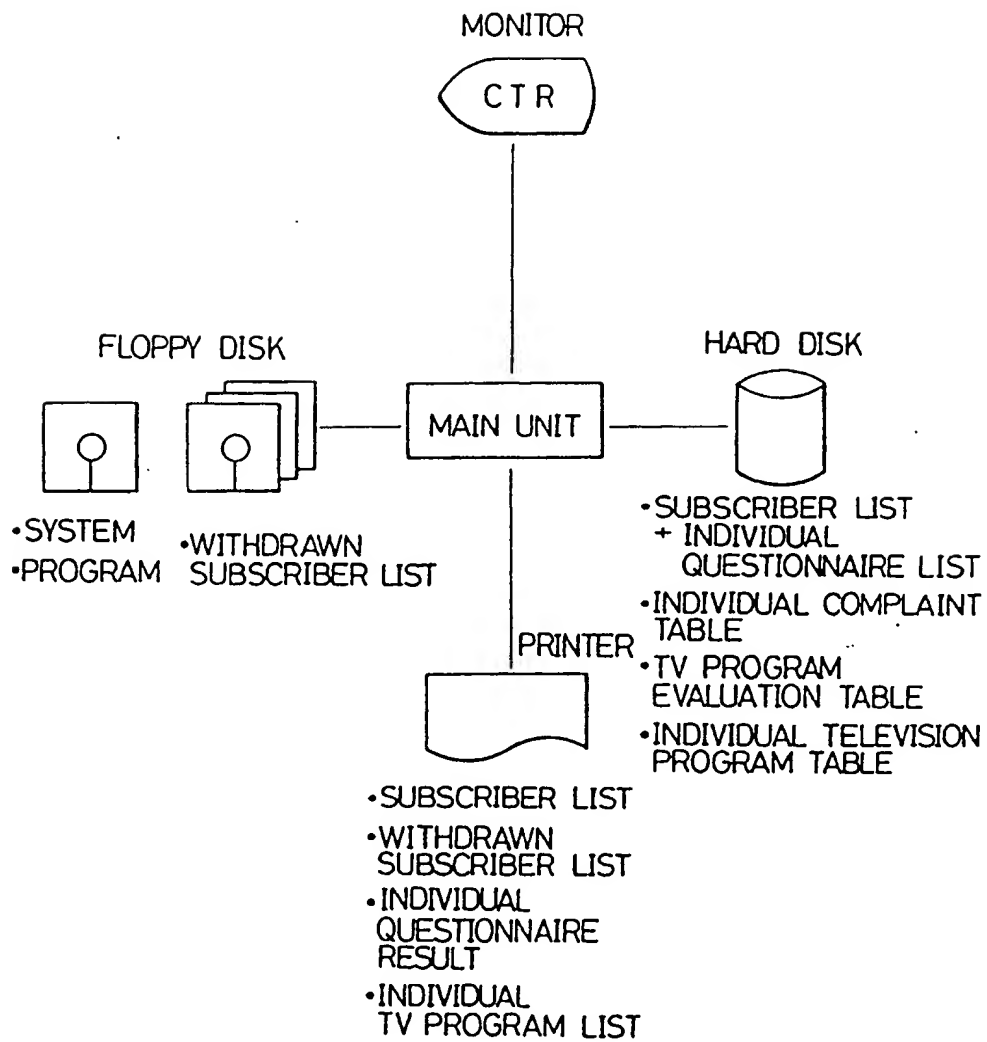 MONITOR
CTR
FLOPPY DISK
HARD DISK
MAIN UNIT
•SYSTEM
•PROGRAM
•WITHDRAWN
SUBSCRIBER LIST
•SUBSCRIBER LIST
+ INDIVIDUAL
QUESTIONNAIRE LIST
•INDIVIDUAL COMPLAINT
TABLE
•TV PROGRAM
EVALUATION TABLE
•INDIVIDUAL TELEVISION
PROGRAM TABLE
PRINTER
•SUBSCRIBER LIST
•WITHDRAWN
SUBSCRIBER LIST
•INDIVIDUAL
QUESTIONNAIRE
RESULT
•INDIVIDUAL
TV PROGRAM LIST